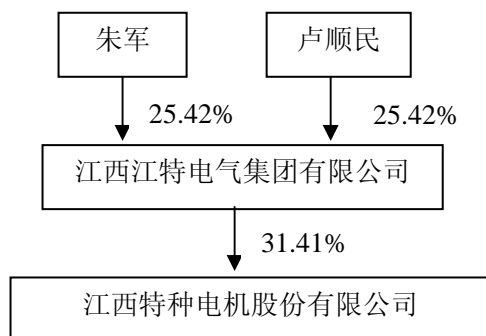 朱军
卢顺民
25.42%
25.42%
江西江特电气集团有限公司
31.41%
江西特种电机股份有限公司